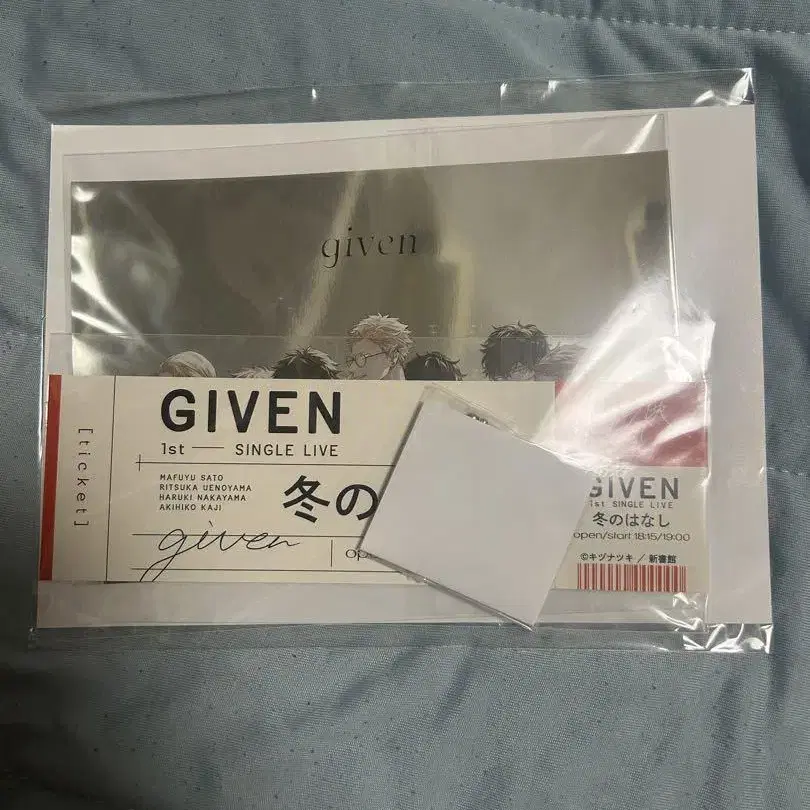 given
[ticket]
GIVEN
1st — SINGLE LIVE
MAFUYU SATO
RITSUKA UENOYAMA
HARUKI NAKAYAMA
AKIHIKO KAJI
冬の
given
GIVEN
1st SINGLE LIVE
冬のはなし
open/start 18:15/19:00
©キヅナツキ / 新書館